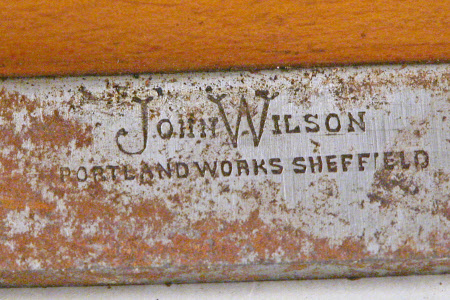 JOHN WILSON
PORTLAND WORKS SHEFFIELD